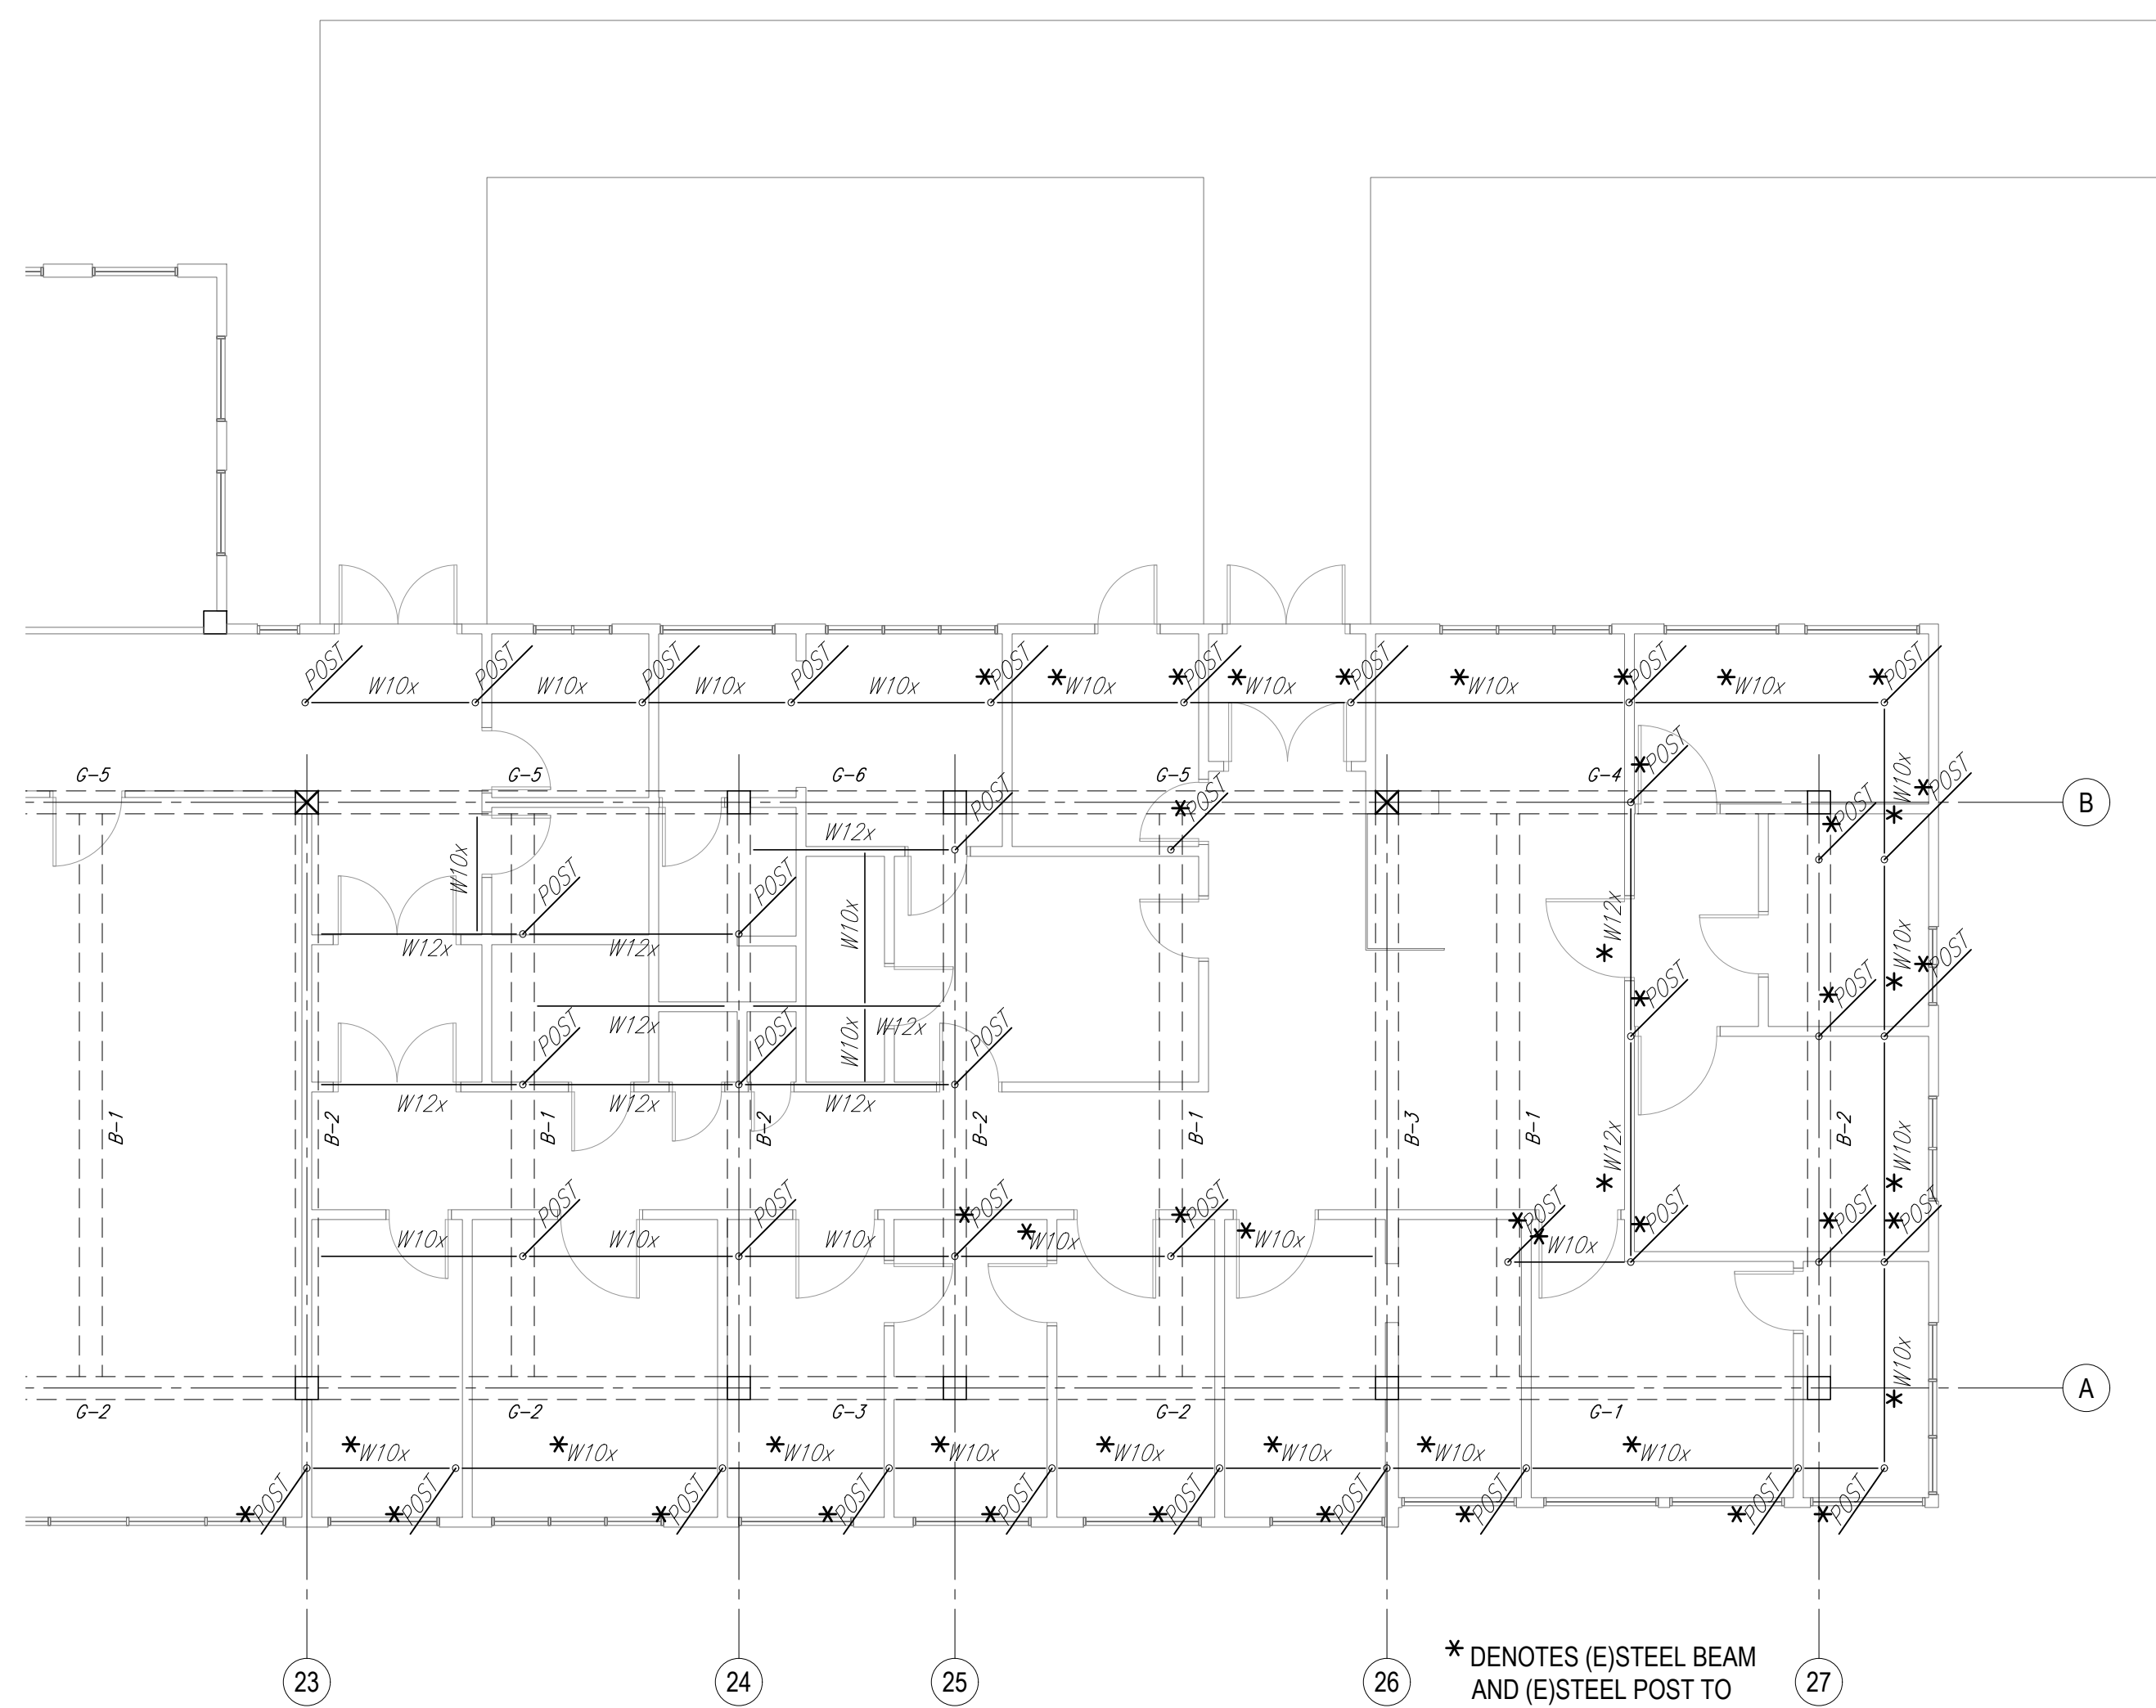 POST POST POST POST * POST * POST * POST * POST * POST
W10x W10x W10x W10x * W10x * W10x * W10x * W10x
* POST * W10x * POST
G-5 G-5 G-6 G-5 G-4
B
POST * POST * POST
W12x
W10x POST POST W10x * W12x * POST * W10x * POST
W12x W12x
* POST
W12x W12x W10x
POST POST POST
W12x W12x W12x
B-1 B-2 B-1 B-2 B-2 B-1 B-3 B-1 * W12x B-2 * W10x
POST POST * POST * POST * POST * POST * POST * POST
W10x W10x W10x * W10x * W10x * W10x
* W10x
A
G-2 G-2 G-3 G-2 G-1
* W10x * W10x * W10x * W10x * W10x * W10x * W10x * W10x
* POST * POST * POST * POST * POST * POST * POST * POST * POST * POST
* DENOTES (E)STEEL BEAM
AND (E)STEEL POST TO
23 24 25 26 27